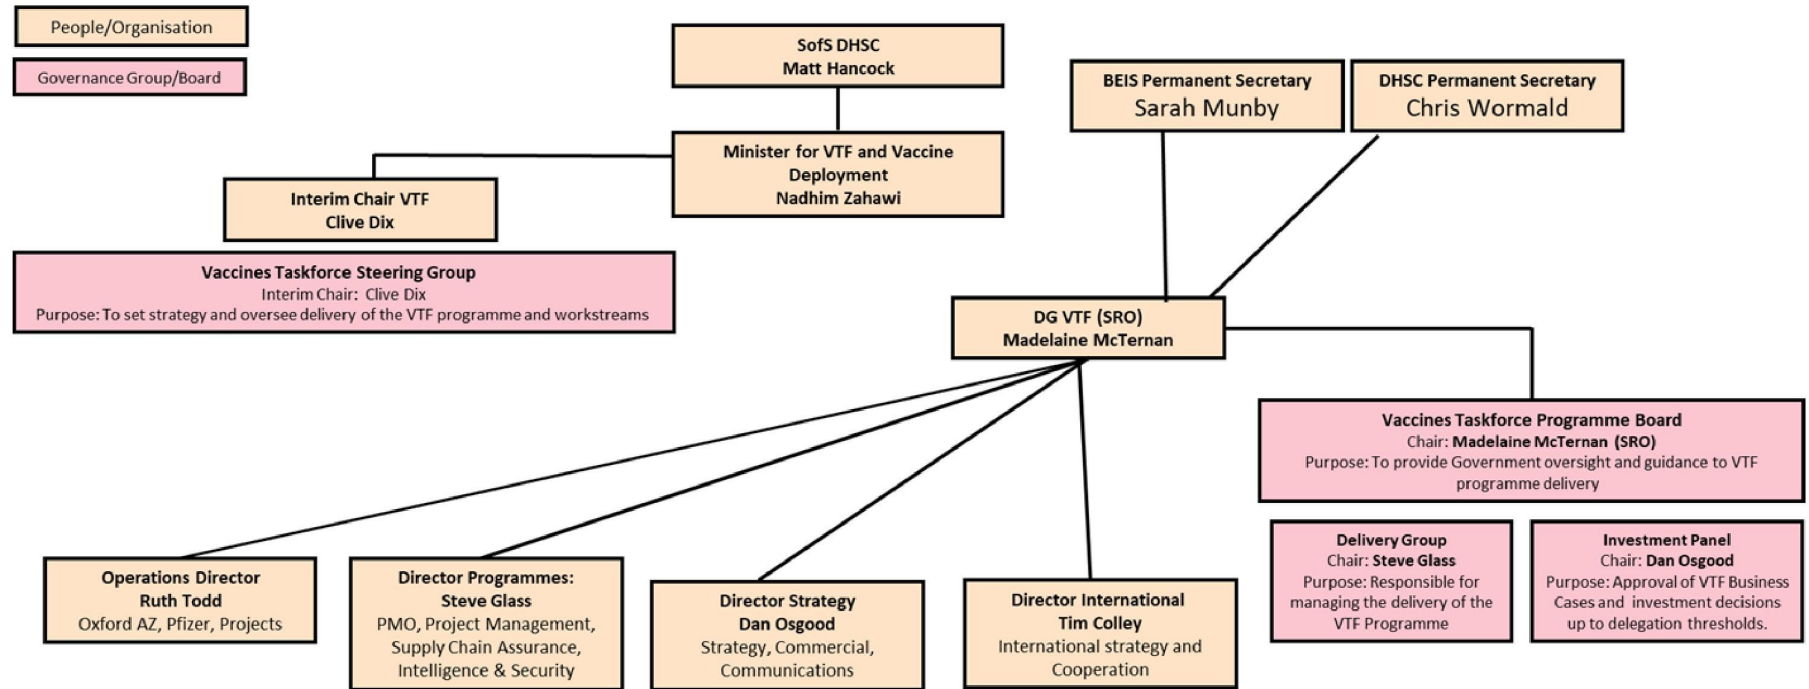 People/Organisation
Governance Group/Board
SofS DHSC
Matt Hancock
BEIS Permanent Secretary
Sarah Munby
DHSC Permanent Secretary
Chris Wormald
Minister for VTF and Vaccine
Deployment
Nadhim Zahawi
Interim Chair VTF
Clive Dix
Vaccines Taskforce Steering Group
Interim Chair: Clive Dix
Purpose: To set strategy and oversee delivery of the VTF programme and workstreams
DG VTF (SRO)
Madelaine McTernan
Vaccines Taskforce Programme Board
Chair: Madelaine McTernan (SRO)
Purpose: To provide Government oversight and guidance to VTF
programme delivery
Operations Director
Ruth Todd
Oxford AZ, Pfizer, Projects
Director Programmes:
Steve Glass
PMO, Project Management,
Supply Chain Assurance,
Intelligence & Security
Director Strategy
Dan Osgood
Strategy, Commercial,
Communications
Director International
Tim Colley
International strategy and
Cooperation
Delivery Group
Chair: Steve Glass
Purpose: Responsible for
managing the delivery of the
VTF Programme
Investment Panel
Chair: Dan Osgood
Purpose: Approval of VTF Business
Cases and investment decisions
up to delegation thresholds.